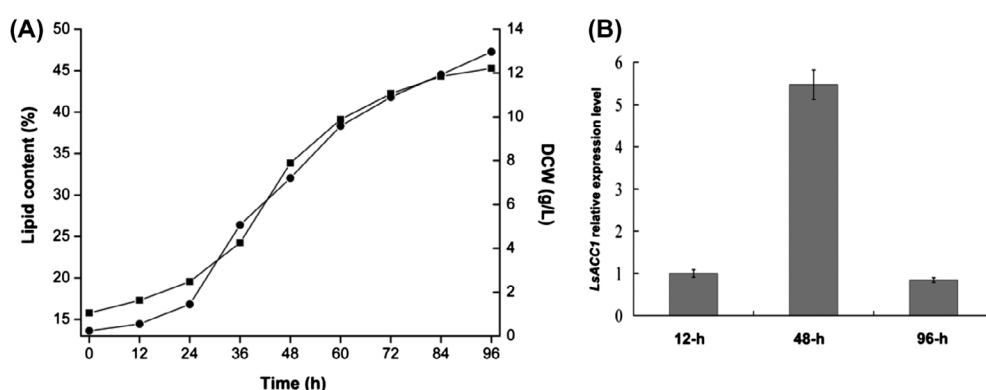 (A)
50
45
40
35
30
25
20
15
Lipid content (%)
0 12 24 36 48 60 72 84 96
Time (h)
14
12
10
8
6
4
2
0
DCW (g/L)
(B)
6
5
4
3
2
1
0
LsACC1 relative expression level
12-h 48-h 96-h